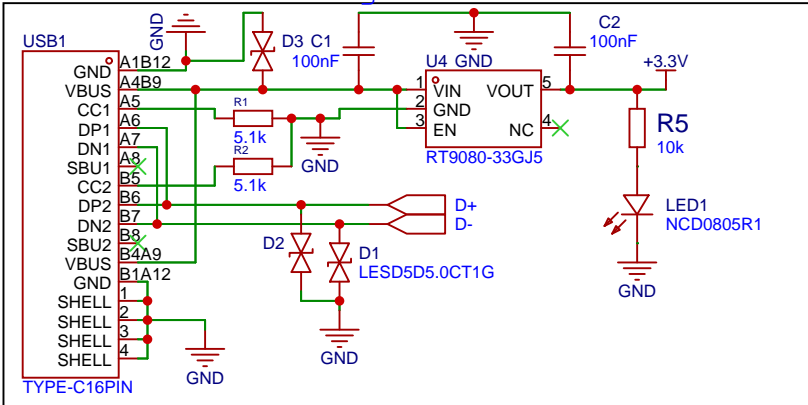 USB1
GND A1B12
VBUS A4B9
CC1 A5
DP1 A6
DN1 A7
SBU1 A8
CC2 B5
DP2 B6
DN2 B7
SBU2 B8
VBUS B4A9
GND B1A12
SHELL 1
SHELL 2
SHELL 3
SHELL 4
TYPE-C16PIN
GND
D3
C1
100nF
GND
C2
100nF
+3.3V
U4
1 VIN VOUT 5
2 GND
3 EN NC 4
RT9080-33GJ5
R1
5.1k
R2
5.1k
GND
R5
10k
D+
D-
LED1
NCD0805R1
GND
D2
D1
LESD5D5.0CT1G
GND
GND